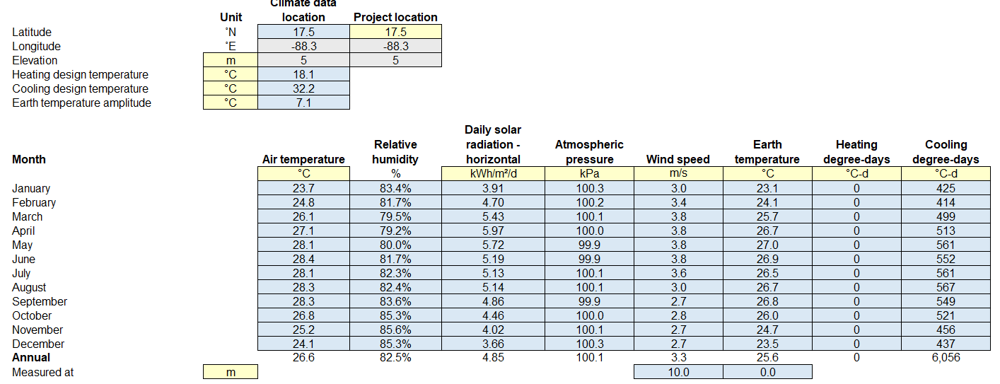 Climate data
Unit location Project location
Latitude ˚N 17.5 17.5
Longitude ˚E -88.3 -88.3
Elevation m 5 5
Heating design temperature °C 18.1
Cooling design temperature °C 32.2
Earth temperature amplitude °C 7.1
Daily solar
Relative radiation - Atmospheric Earth Heating Cooling
Month Air temperature humidity horizontal pressure Wind speed temperature degree-days degree-days
°C % kWh/m²/d kPa m/s °C °C-d °C-d
January 23.7 83.4% 3.91 100.3 3.0 23.1 0 425
February 24.8 81.7% 4.70 100.2 3.4 24.1 0 414
March 26.1 79.5% 5.43 100.1 3.8 25.7 0 499
April 27.1 79.2% 5.97 100.0 3.8 26.7 0 513
May 28.1 80.0% 5.72 99.9 3.8 27.0 0 561
June 28.4 81.7% 5.19 99.9 3.8 26.9 0 552
July 28.1 82.3% 5.13 100.1 3.6 26.5 0 561
August 28.3 82.4% 5.14 100.1 3.0 26.7 0 567
September 28.3 83.6% 4.86 99.9 2.7 26.8 0 549
October 26.8 85.3% 4.46 100.0 2.8 26.0 0 521
November 25.2 85.6% 4.02 100.1 2.7 24.7 0 456
December 24.1 85.3% 3.66 100.3 2.7 23.5 0 437
Annual 26.6 82.5% 4.85 100.1 3.3 25.6 0 6,056
Measured at m 10.0 0.0